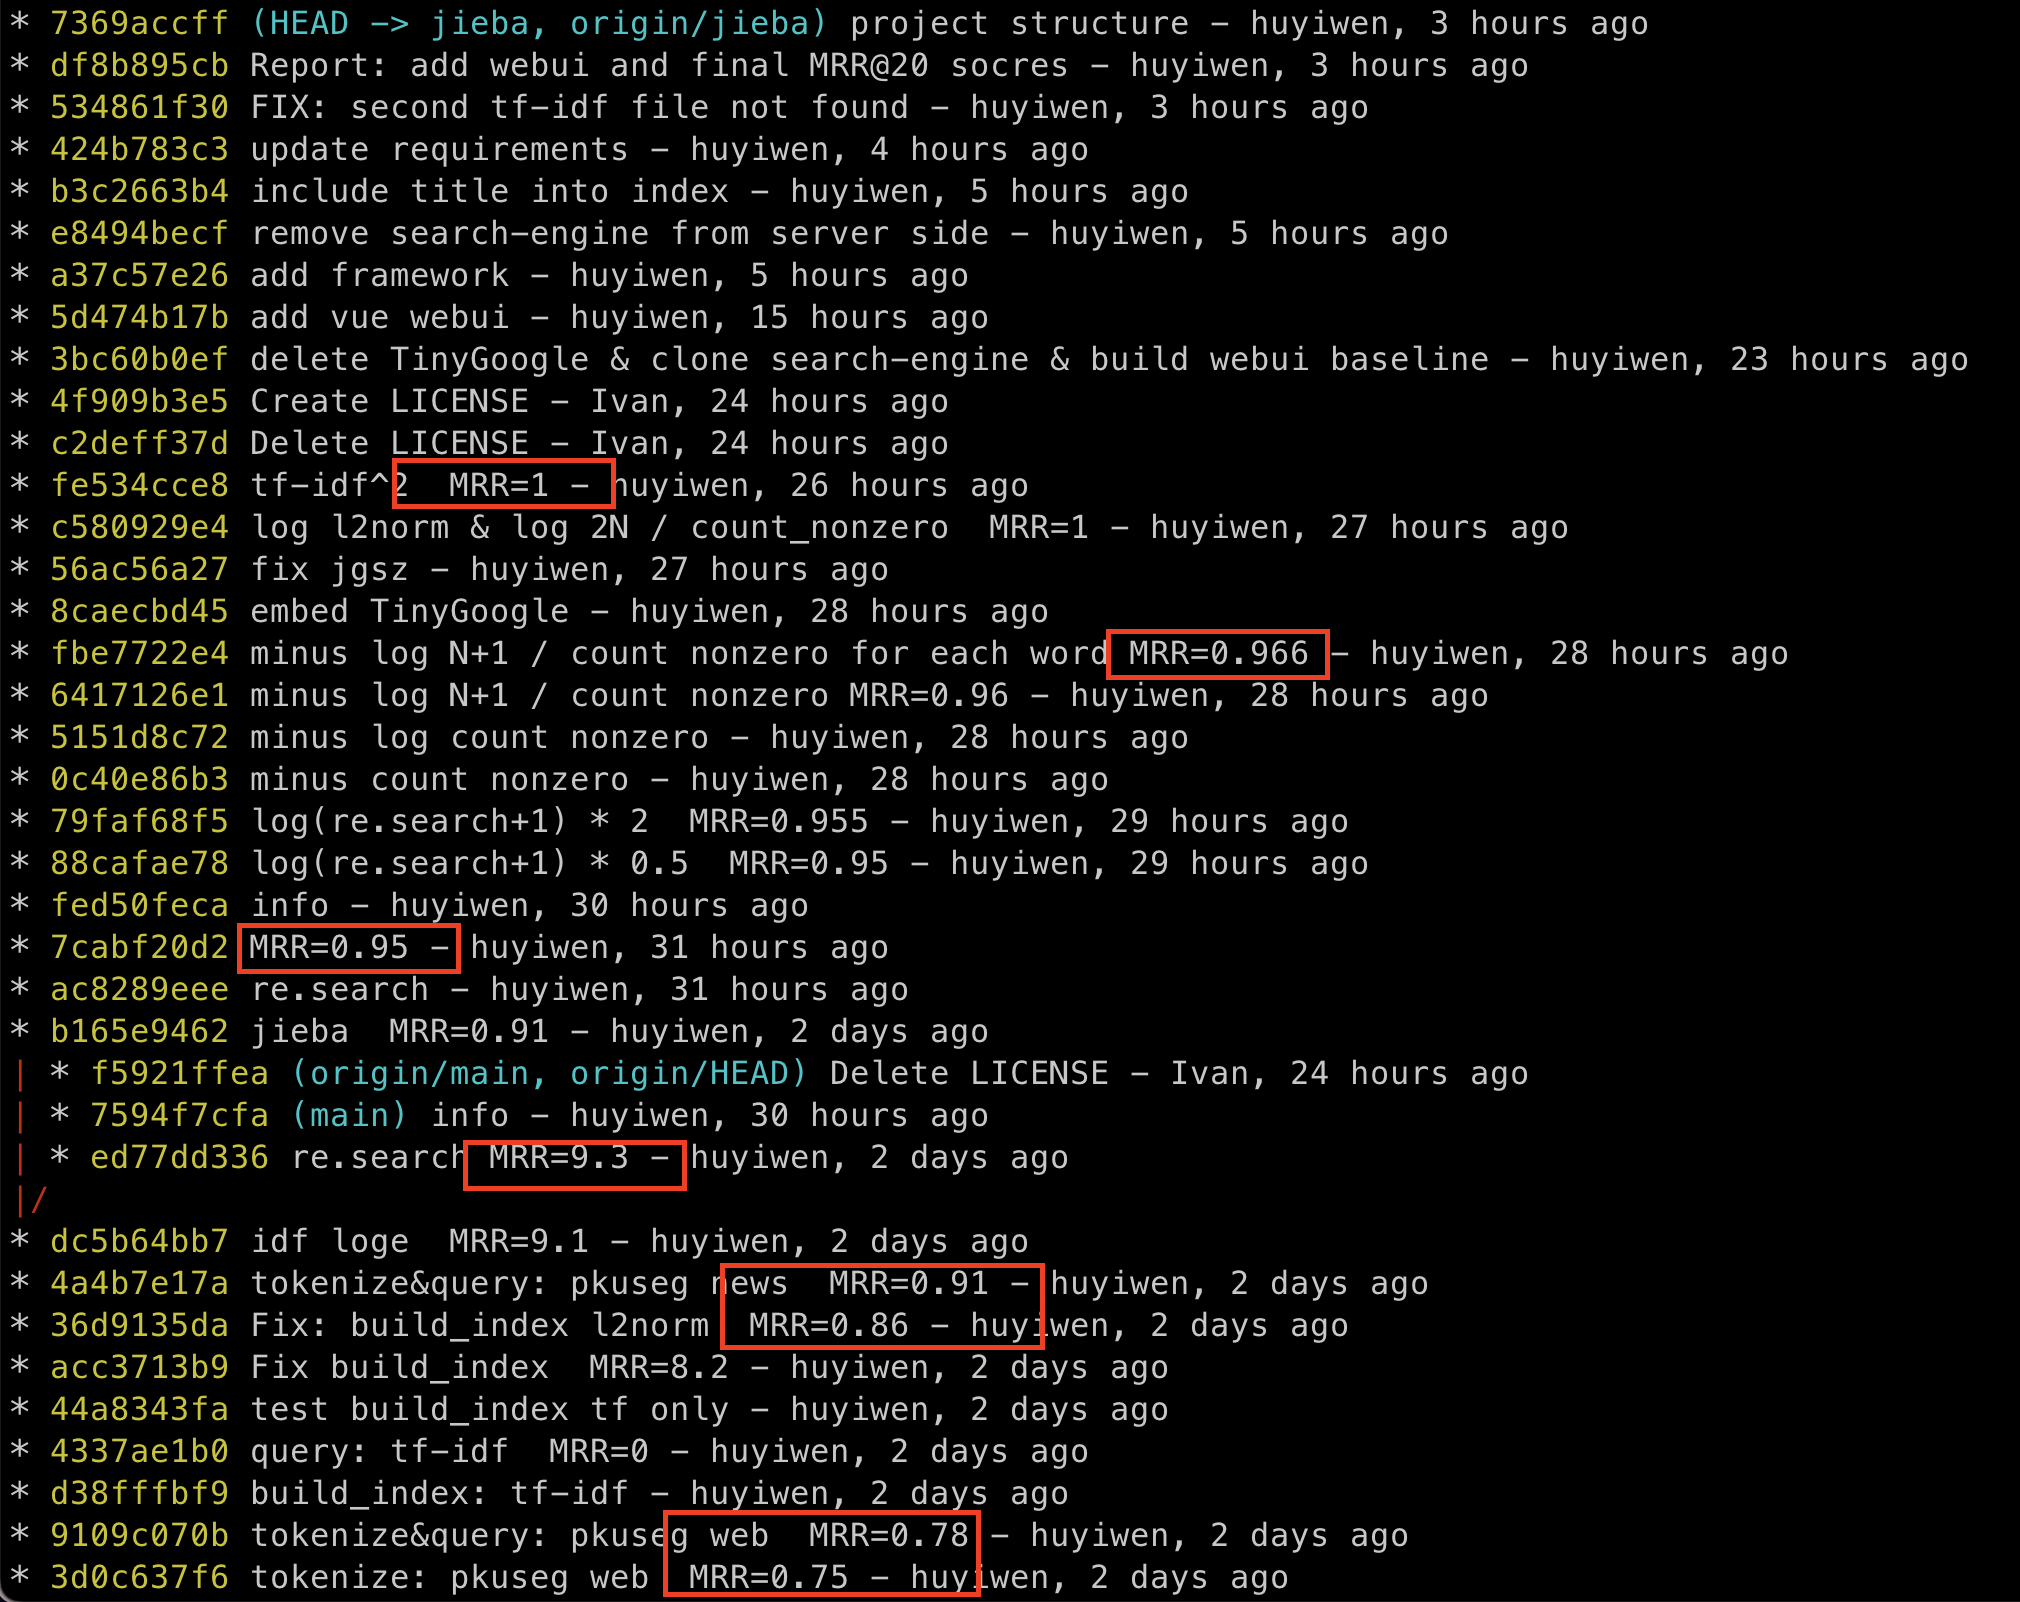 * 7369accff (HEAD -> jieba, origin/jieba) project structure - huyiwen, 3 hours ago
* df8b895cb Report: add webui and final MRR@20 socres - huyiwen, 3 hours ago
* 534861f30 FIX: second tf-idf file not found - huyiwen, 3 hours ago
* 424b783c3 update requirements - huyiwen, 4 hours ago
* b3c2663b4 include title into index - huyiwen, 5 hours ago
* e8494becf remove search-engine from server side - huyiwen, 5 hours ago
* a37c57e26 add framework - huyiwen, 5 hours ago
* 5d474b17b add vue webui - huyiwen, 15 hours ago
* 3bc60b0ef delete TinyGoogle & clone search-engine & build webui baseline - huyiwen, 23 hours ago
* 4f909b3e5 Create LICENSE - Ivan, 24 hours ago
* c2deff37d Delete LICENSE - Ivan, 24 hours ago
* fe534cce8 tf-idf^2  MRR=1 - huyiwen, 26 hours ago
* c580929e4 log l2norm & log 2N / count_nonzero  MRR=1 - huyiwen, 27 hours ago
* 56ac56a27 fix jgsz - huyiwen, 27 hours ago
* 8caecbd45 embed TinyGoogle - huyiwen, 28 hours ago
* fbe7722e4 minus log N+1 / count nonzero for each word MRR=0.966 - huyiwen, 28 hours ago
* 6417126e1 minus log N+1 / count nonzero MRR=0.96 - huyiwen, 28 hours ago
* 5151d8c72 minus log count nonzero - huyiwen, 28 hours ago
* 0c40e86b3 minus count nonzero - huyiwen, 28 hours ago
* 79faf68f5 log(re.search+1) * 2  MRR=0.955 - huyiwen, 29 hours ago
* 88cafae78 log(re.search+1) * 0.5  MRR=0.95 - huyiwen, 29 hours ago
* fed50feca info - huyiwen, 30 hours ago
* 7cabf20d2 MRR=0.95 - huyiwen, 31 hours ago
* ac8289eee re.search - huyiwen, 31 hours ago
* b165e9462 jieba  MRR=0.91 - huyiwen, 2 days ago
| * f5921ffea (origin/main, origin/HEAD) Delete LICENSE - Ivan, 24 hours ago
| * 7594f7cfa (main) info - huyiwen, 30 hours ago
| * ed77dd336 re.search MRR=9.3 - huyiwen, 2 days ago
|/
* dc5b64bb7 idf loge  MRR=9.1 - huyiwen, 2 days ago
* 4a4b7e17a tokenize&query: pkuseg news  MRR=0.91 - huyiwen, 2 days ago
* 36d9135da Fix: build_index l2norm  MRR=0.86 - huyiwen, 2 days ago
* acc3713b9 Fix build_index  MRR=8.2 - huyiwen, 2 days ago
* 44a8343fa test build_index tf only - huyiwen, 2 days ago
* 4337ae1b0 query: tf-idf  MRR=0 - huyiwen, 2 days ago
* d38fffbf9 build_index: tf-idf - huyiwen, 2 days ago
* 9109c070b tokenize&query: pkuseg web  MRR=0.78 - huyiwen, 2 days ago
* 3d0c637f6 tokenize: pkuseg web  MRR=0.75 - huyiwen, 2 days ago